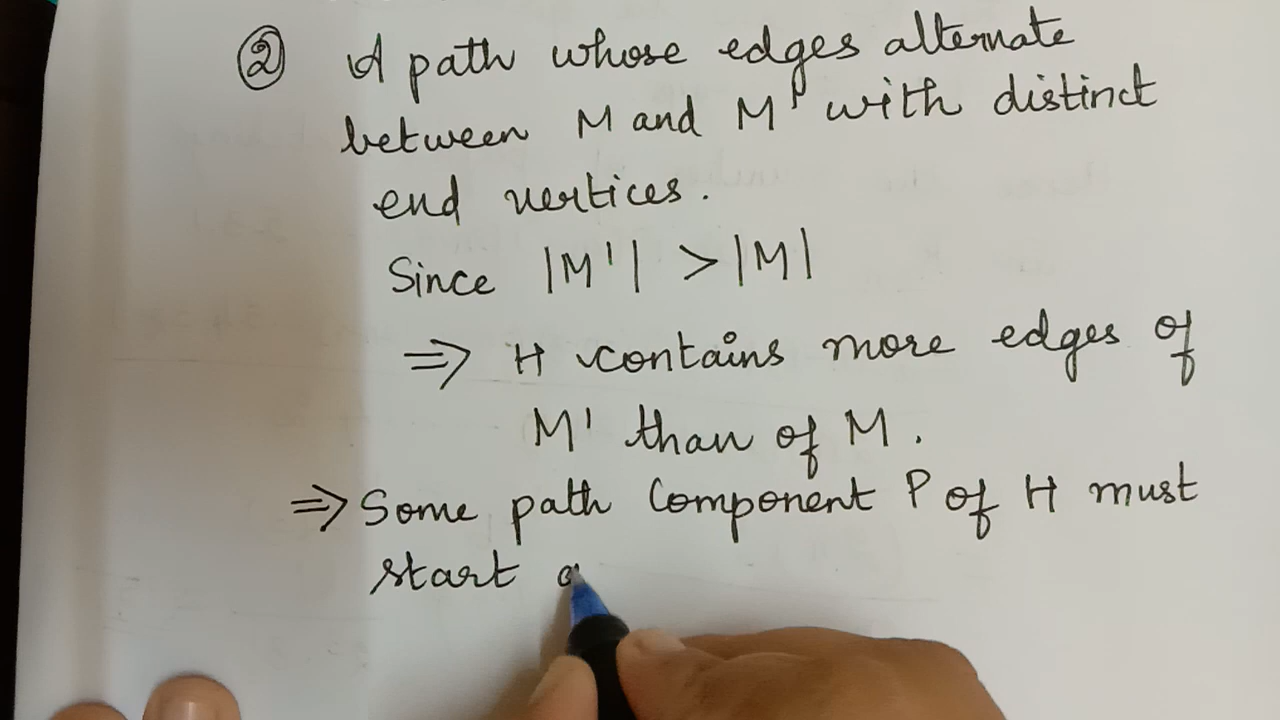 ② A path whose edges alternate
between M and M' with distinct
end vertices.
Since |M'| > |M|
⇒ H contains more edges of
M' than of M.
⇒ Some path component P of H must
start a